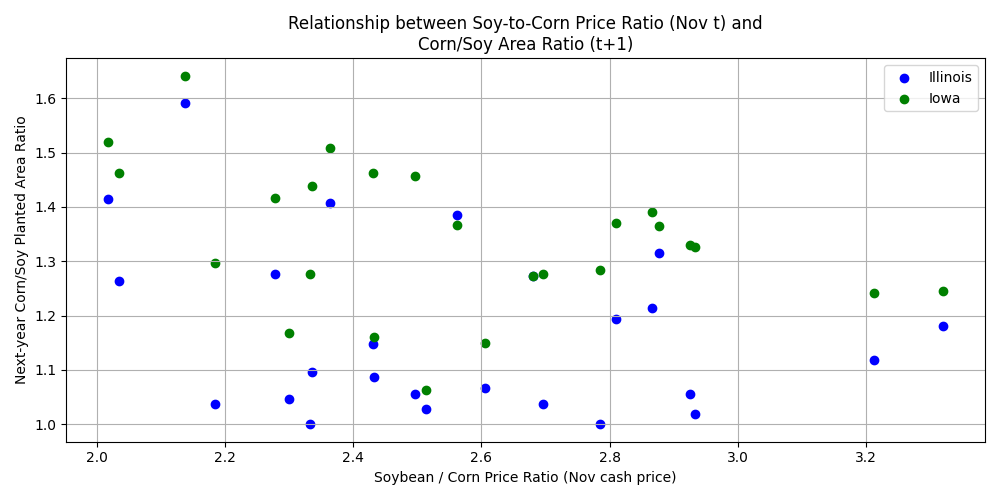 Relationship between Soy-to-Corn Price Ratio (Nov t) and
Corn/Soy Area Ratio (t+1)
Illinois
Iowa
Next-year Corn/Soy Planted Area Ratio
1.6
1.5
1.4
1.3
1.2
1.1
1.0
2.0 2.2 2.4 2.6 2.8 3.0 3.2
Soybean / Corn Price Ratio (Nov cash price)